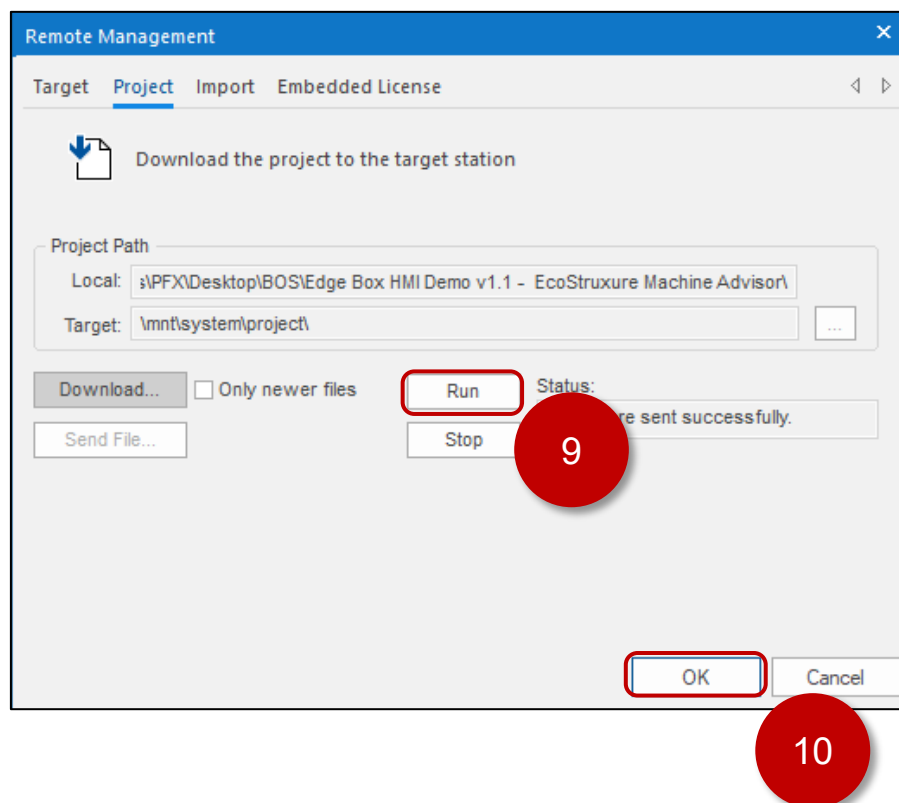 Remote Management
Target Project Import Embedded License
Download the project to the target station
Project Path
Local: s\PFX\Desktop\BOS\Edge Box HMI Demo v1.1 - EcoStruxure Machine Advisor\
Target: \mnt\system\project\ ...
Download... Only newer files Run Status:
sent successfully.
Send File... Stop
9
OK Cancel
10